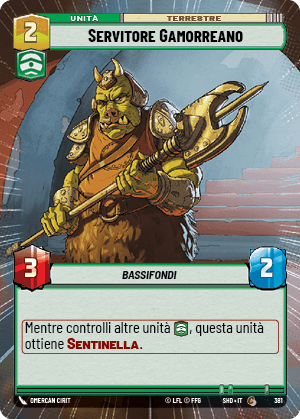 UNITÀ TERRESTRE
2 SERVITORE GAMORREANO
3 BASSIFONDI 2
Mentre controlli altre unità , questa unità
ottiene SENTINELLA.
OMERCAN CIRIT © LFL © FFG SHD • IT 381